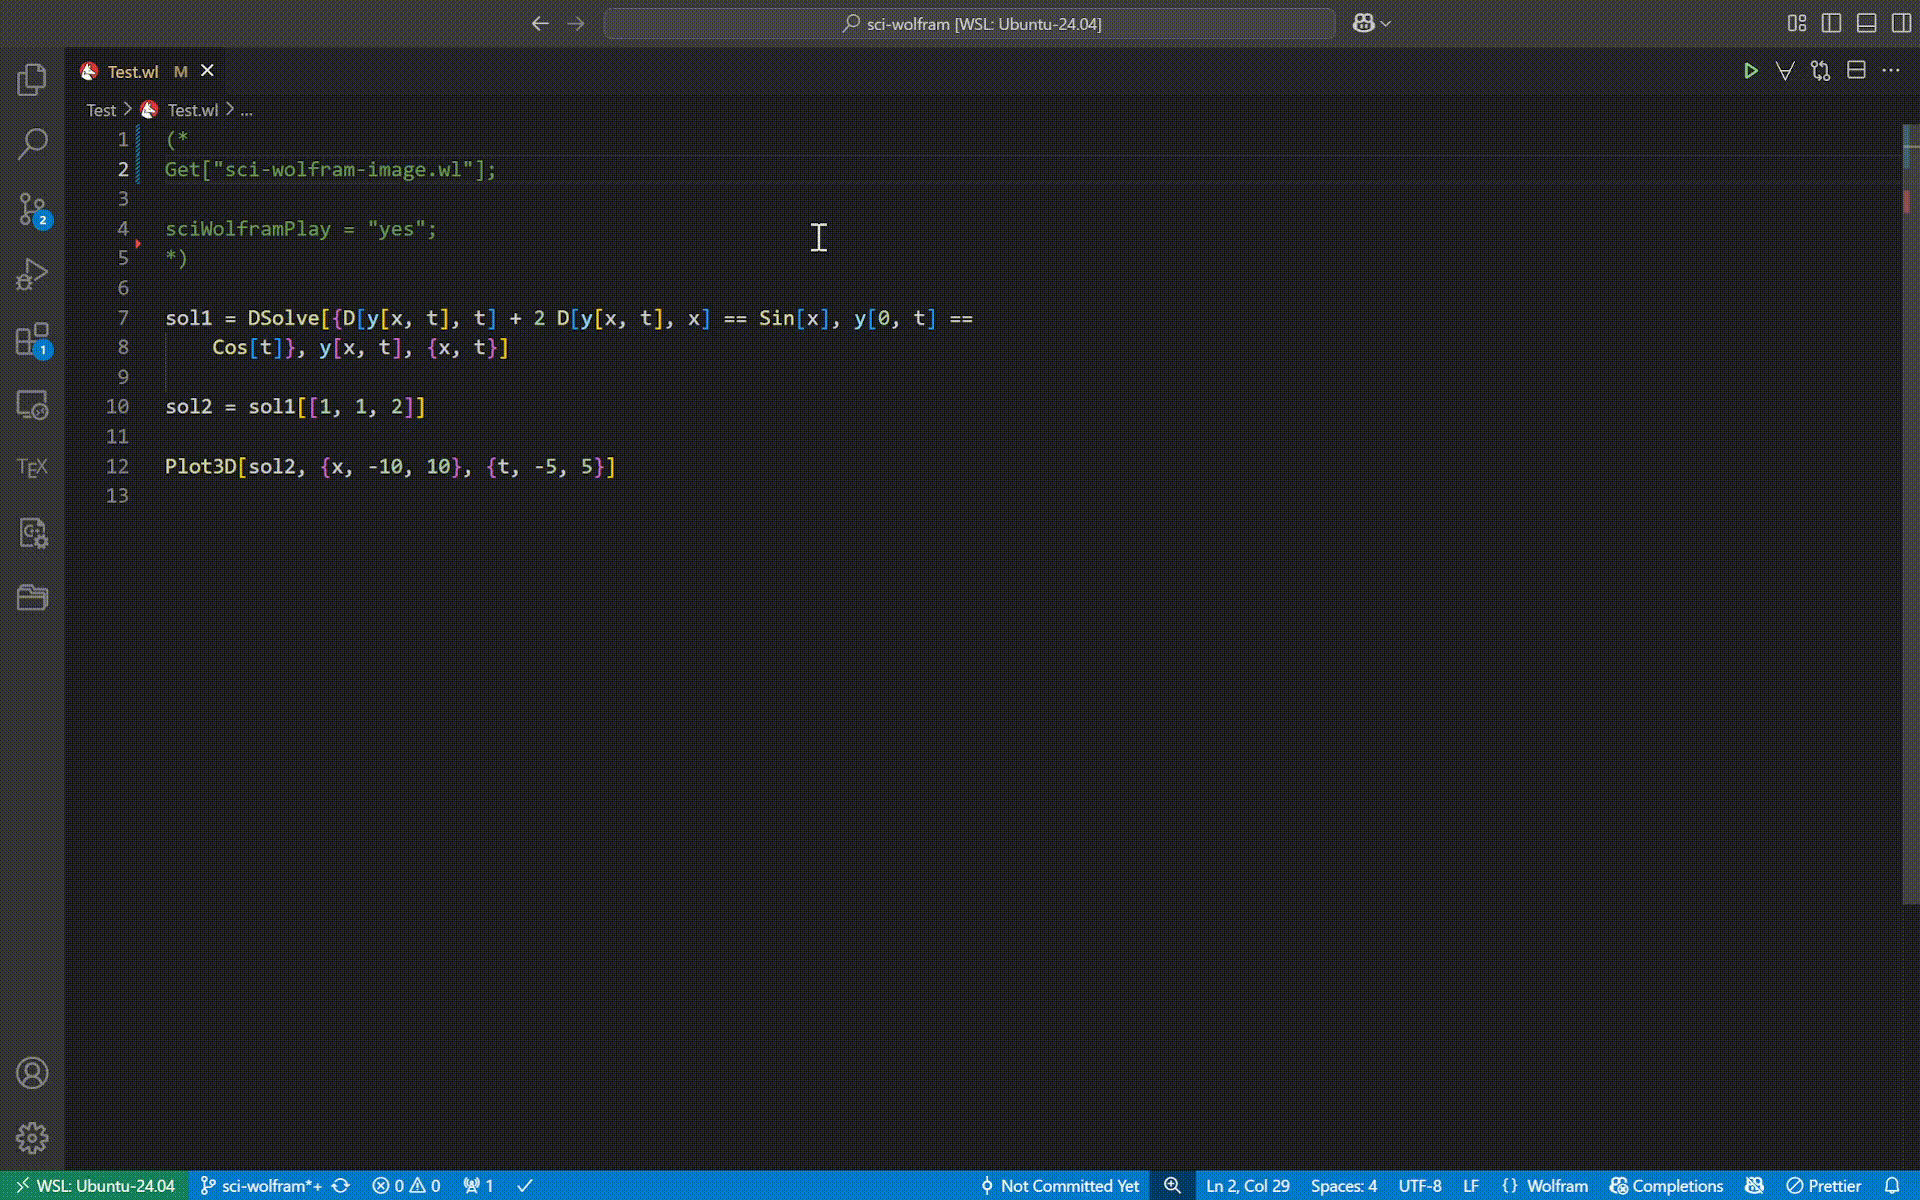 sci-wolfram [WSL: Ubuntu-24.04]
Test.wl M
Test > Test.wl > ...
1 (*
2 Get["sci-wolfram-image.wl"];
3
4 sciWolframPlay = "yes";
5 *)
6
7 sol1 = DSolve[{D[y[x, t], t] + 2 D[y[x, t], x] == Sin[x], y[0, t] ==
8 Cos[t]}, y[x, t], {x, t}]
9
10 sol2 = sol1[[1, 1, 2]]
11
12 Plot3D[sol2, {x, -10, 10}, {t, -5, 5}]
13
2
1
TEX
WSL: Ubuntu-24.04 sci-wolfram*+ 0 0 1 Not Committed Yet Ln 2, Col 29 Spaces: 4 UTF-8 LF {} Wolfram Completions Prettier